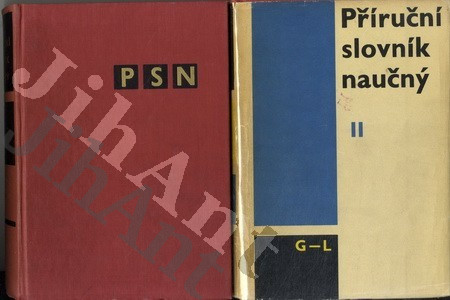 PSN
Příruční
slovník
naučný
II
G–L
JihAnt
JihAnt